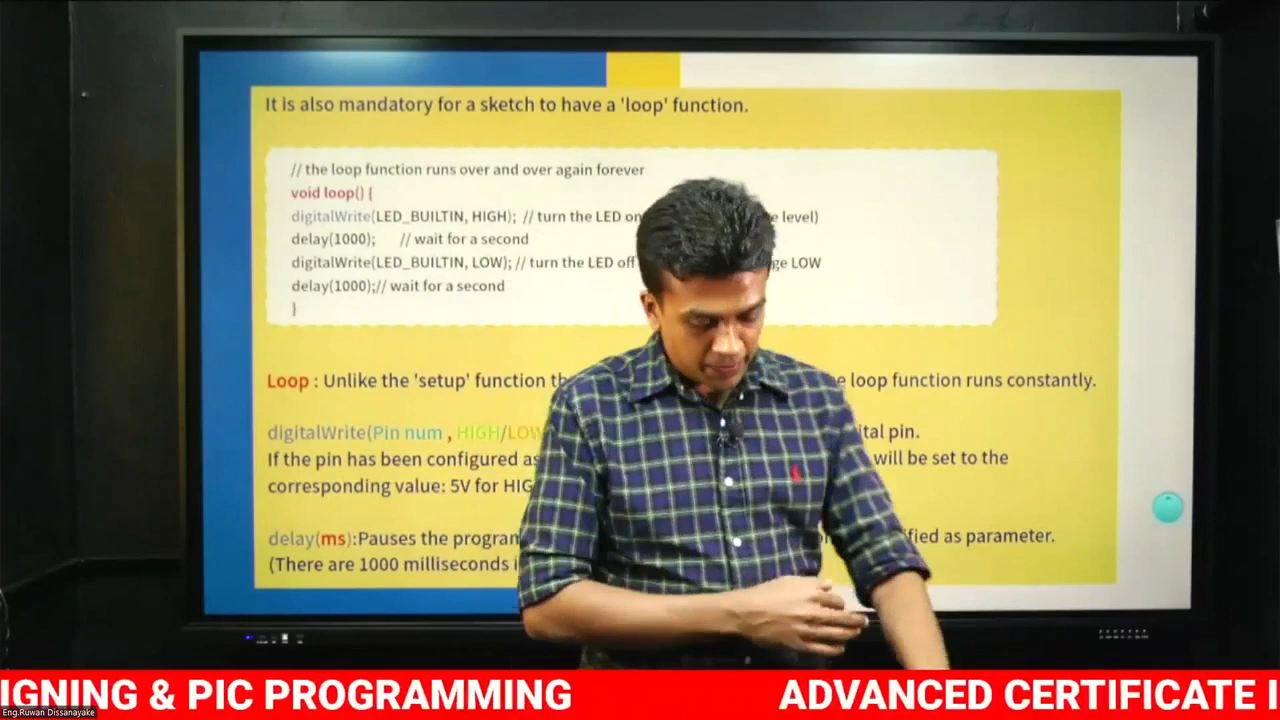 It is also mandatory for a sketch to have a 'loop' function.
// the loop function runs over and over again forever
void loop() {
digitalWrite(LED_BUILTIN, HIGH); // turn the LED on e level)
delay(1000); // wait for a second
digitalWrite(LED_BUILTIN, LOW); // turn the LED off ge LOW
delay(1000);// wait for a second
}
Loop : Unlike the 'setup' function th e loop function runs constantly.
digitalWrite(Pin num , HIGH/LOW ital pin.
If the pin has been configured as will be set to the
corresponding value: 5V for HIG
delay(ms):Pauses the program fied as parameter.
(There are 1000 milliseconds i
IGNING & PIC PROGRAMMING ADVANCED CERTIFICATE I
Eng.Ruwan Dissanayake